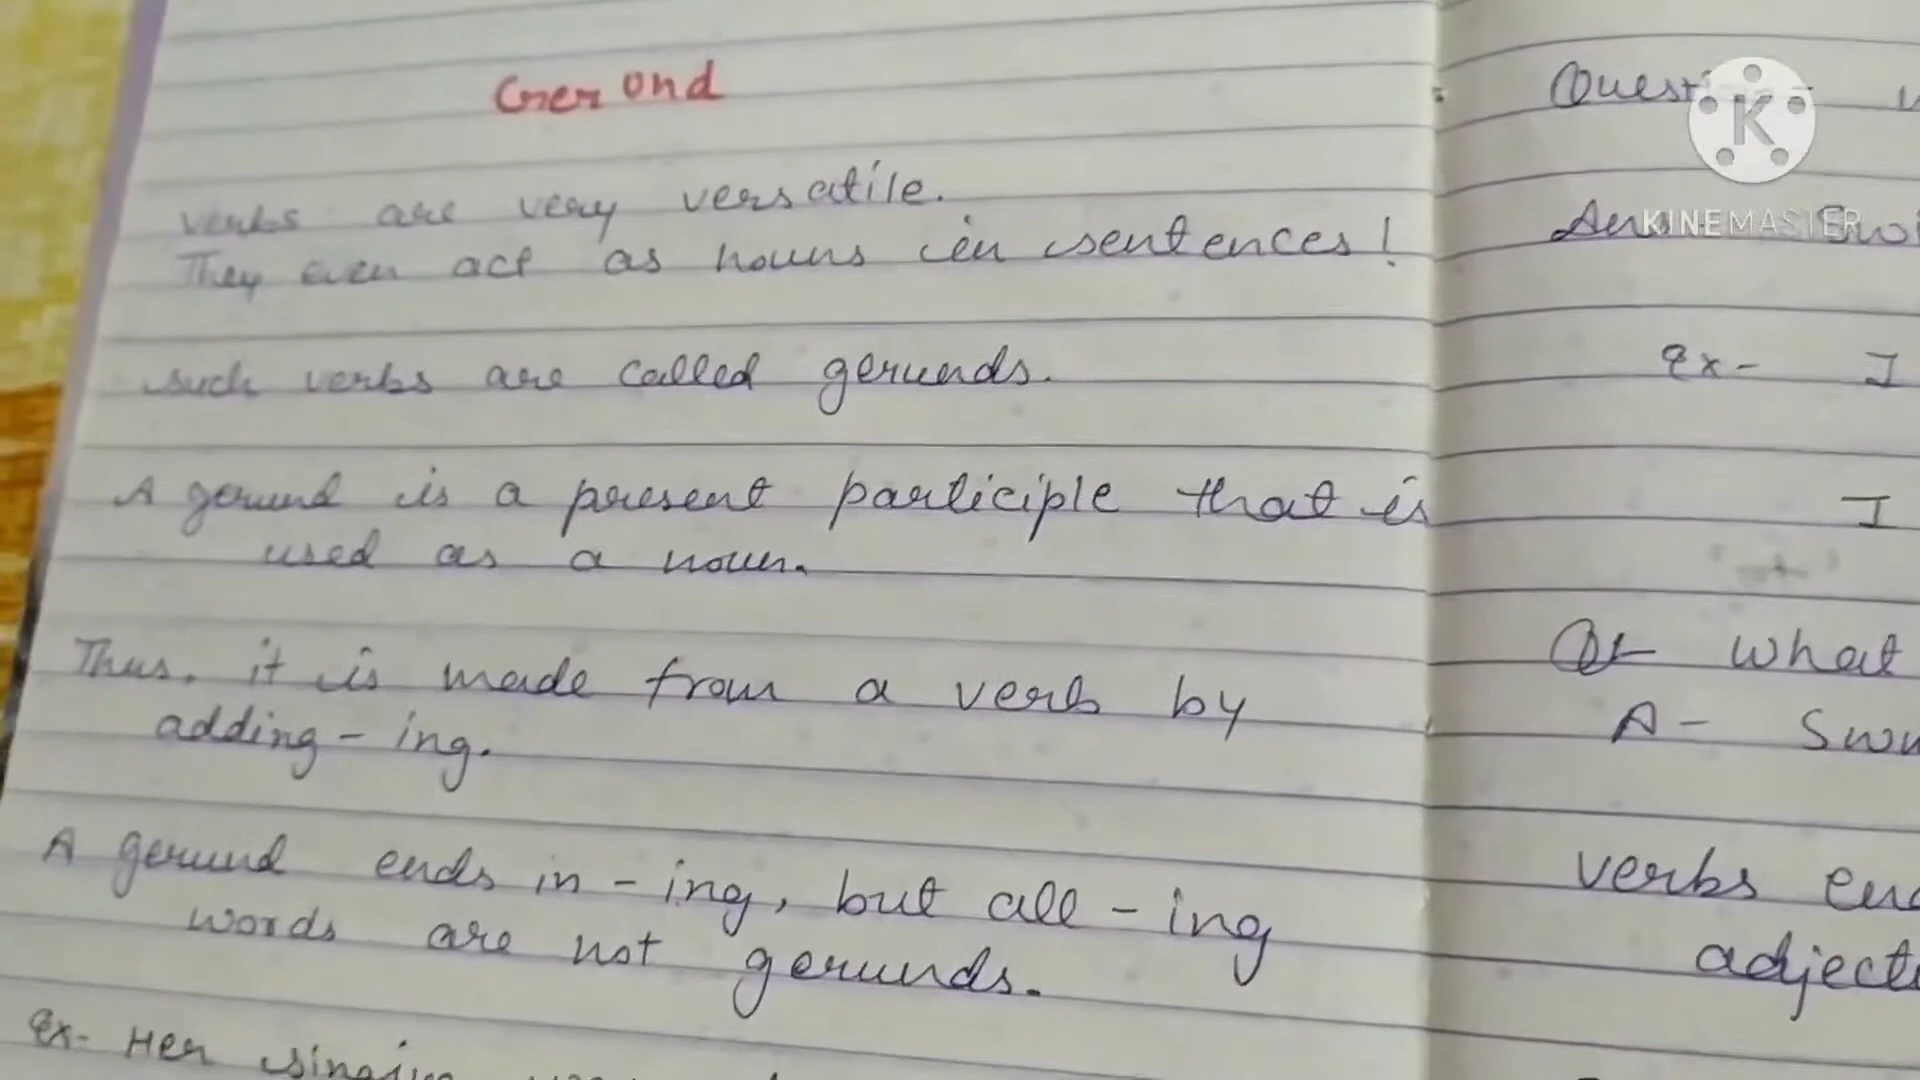 Gerond
verbs are very versatile.
They even act as nouns in sentences!
such verbs are called gerunds.
A gerund is a present participle that is
used as a noun.
Thus, it is made from a verb by
adding - ing.
A gerund ends in - ing, but all - ing
words are not gerunds.
Ex- Her singing
Ex- I
I
What
A-
verbs
K
KINEMASTER